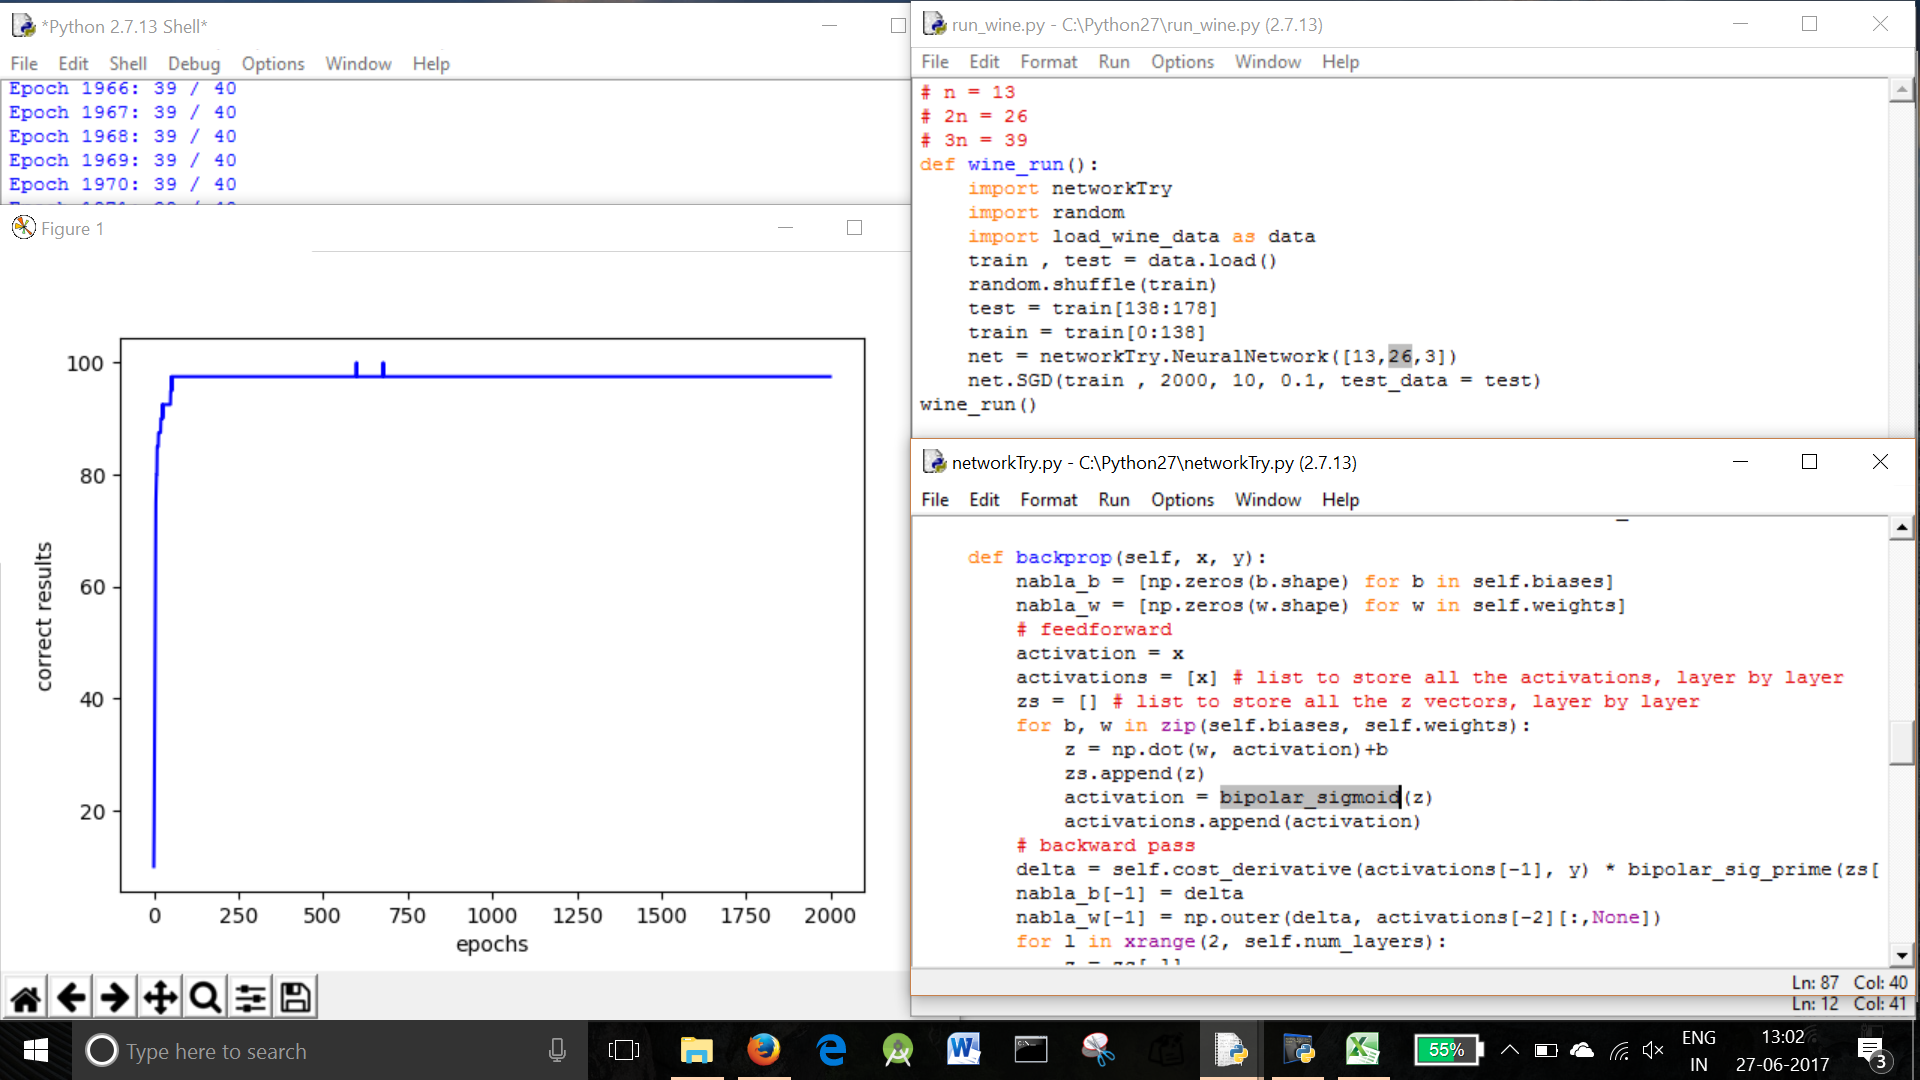 *Python 2.7.13 Shell*
File Edit Shell Debug Options Window Help
Epoch 1966: 39 / 40
Epoch 1967: 39 / 40
Epoch 1968: 39 / 40
Epoch 1969: 39 / 40
Epoch 1970: 39 / 40
Figure 1
100
80
60
40
20
correct results
0 250 500 750 1000 1250 1500 1750 2000
epochs
run_wine.py - C:\Python27\run_wine.py (2.7.13)
File Edit Format Run Options Window Help
# n = 13
# 2n = 26
# 3n = 39
def wine_run():
    import networkTry
    import random
    import load_wine_data as data
    train , test = data.load()
    random.shuffle(train)
    test = train[138:178]
    train = train[0:138]
    net = networkTry.NeuralNetwork([13,26,3])
    net.SGD(train , 2000, 10, 0.1, test_data = test)
wine_run()
networkTry.py - C:\Python27\networkTry.py (2.7.13)
File Edit Format Run Options Window Help
    def backprop(self, x, y):
        nabla_b = [np.zeros(b.shape) for b in self.biases]
        nabla_w = [np.zeros(w.shape) for w in self.weights]
        # feedforward
        activation = x
        activations = [x] # list to store all the activations, layer by layer
        zs = [] # list to store all the z vectors, layer by layer
        for b, w in zip(self.biases, self.weights):
            z = np.dot(w, activation)+b
            zs.append(z)
            activation = bipolar_sigmoid(z)
            activations.append(activation)
        # backward pass
        delta = self.cost_derivative(activations[-1], y) * bipolar_sig_prime(zs[
        nabla_b[-1] = delta
        nabla_w[-1] = np.outer(delta, activations[-2][:,None])
        for l in xrange(2, self.num_layers):
Ln: 87 Col: 40
Ln: 12 Col: 41
Type here to search
55%
ENG
IN
13:02
27-06-2017
3